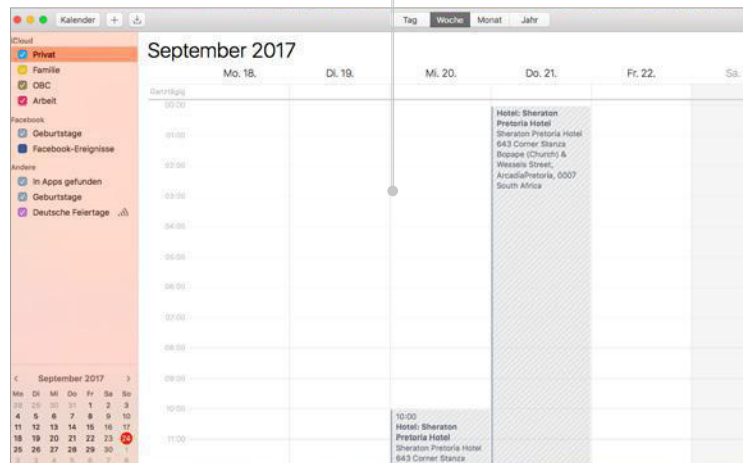 Kalender +
Tag Woche Monat Jahr
iCloud
Privat
Familie
OBC
Arbeit
Facebook
Geburtstage
Facebook-Ereignisse
Andere
In Apps gefunden
Geburtstage
Deutsche Feiertage
September 2017
Mo. 18. Di. 19. Mi. 20. Do. 21. Fr. 22. Sa.
Ganztägig
00:00
01:00
02:00
03:00
04:00
05:00
06:00
07:00
08:00
09:00
10:00
11:00
Hotel: Sheraton
Pretoria Hotel
Sheraton Pretoria Hotel
643 Corner Stanza
Bopape (Church) &
Wessels Street,
ArcadiaPretoria, 0007
South Africa
10:00
Hotel: Sheraton
Pretoria Hotel
Sheraton Pretoria Hotel
643 Corner Stanza
< September 2017 >
Mo Di Mi Do Fr Sa So
28 29 30 31 1 2 3
4 5 6 7 8 9 10
11 12 13 14 15 16 17
18 19 20 21 22 23 24
25 26 27 28 29 30 1
2 3 4 5 6 7 8